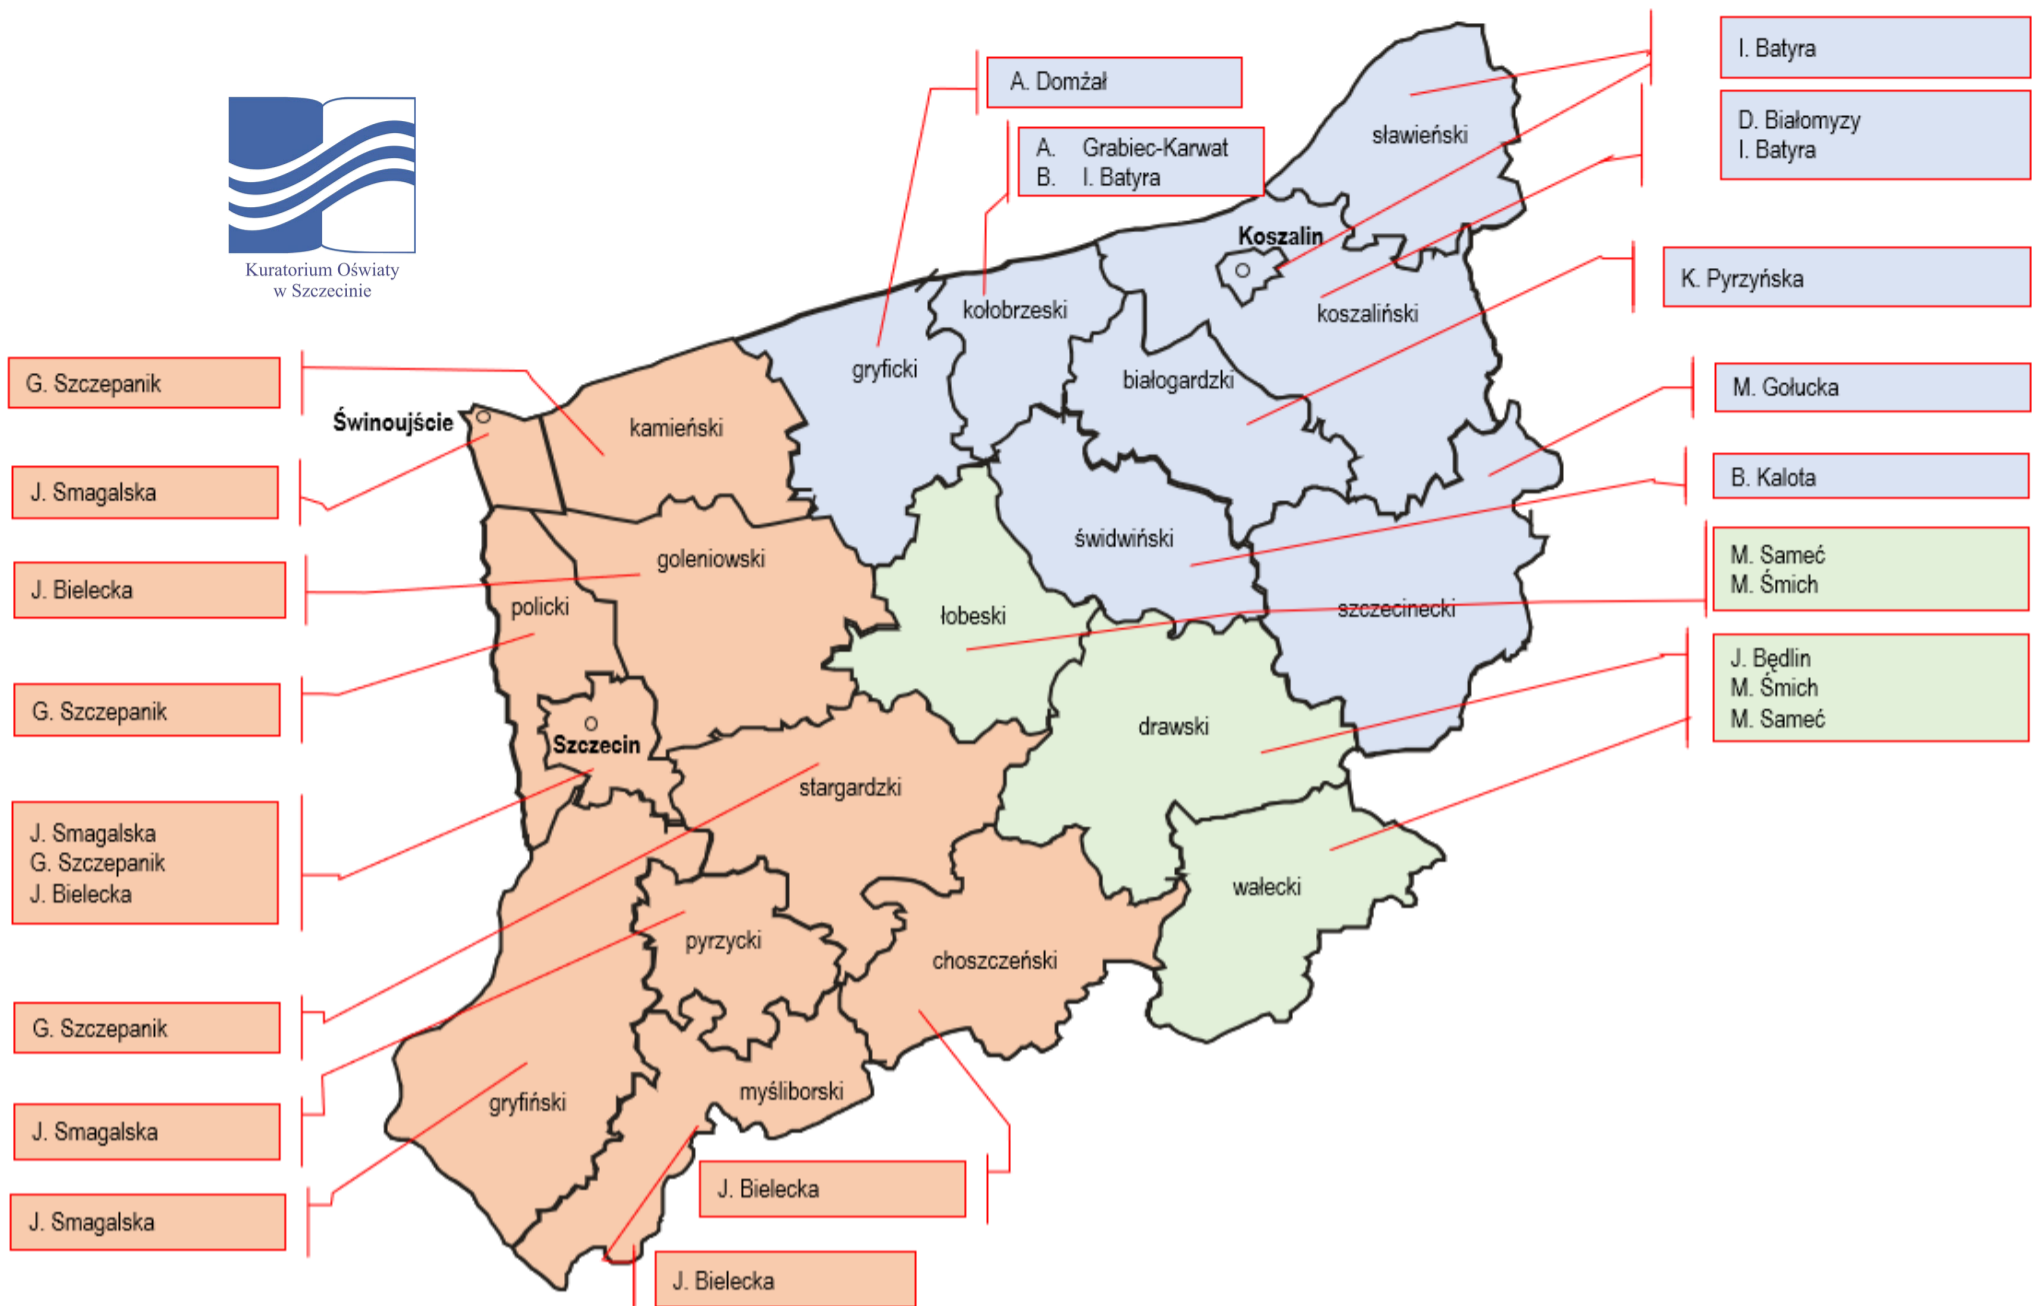 I. Batyra
A. Domżał
D. Białomyzy
I. Batyra
A. Grabiec-Karwat
B. I. Batyra
sławieński
Koszalin
Kuratorium Oświaty
w Szczecinie
K. Pyrzyńska
kołobrzeski
koszaliński
gryficki
białogardzki
G. Szczepanik
M. Gołucka
Świnoujście
kamieński
J. Smagalska
B. Kalota
świdwiński
goleniowski
M. Sameć
M. Śmich
J. Bielecka
policki
łobeski
szczecinecki
J. Będlin
M. Śmich
M. Sameć
G. Szczepanik
drawski
Szczecin
stargardzki
J. Smagalska
G. Szczepanik
J. Bielecka
wałecki
pyrzycki
choszczeński
G. Szczepanik
myśliborski
gryfiński
J. Smagalska
J. Bielecka
J. Smagalska
J. Bielecka